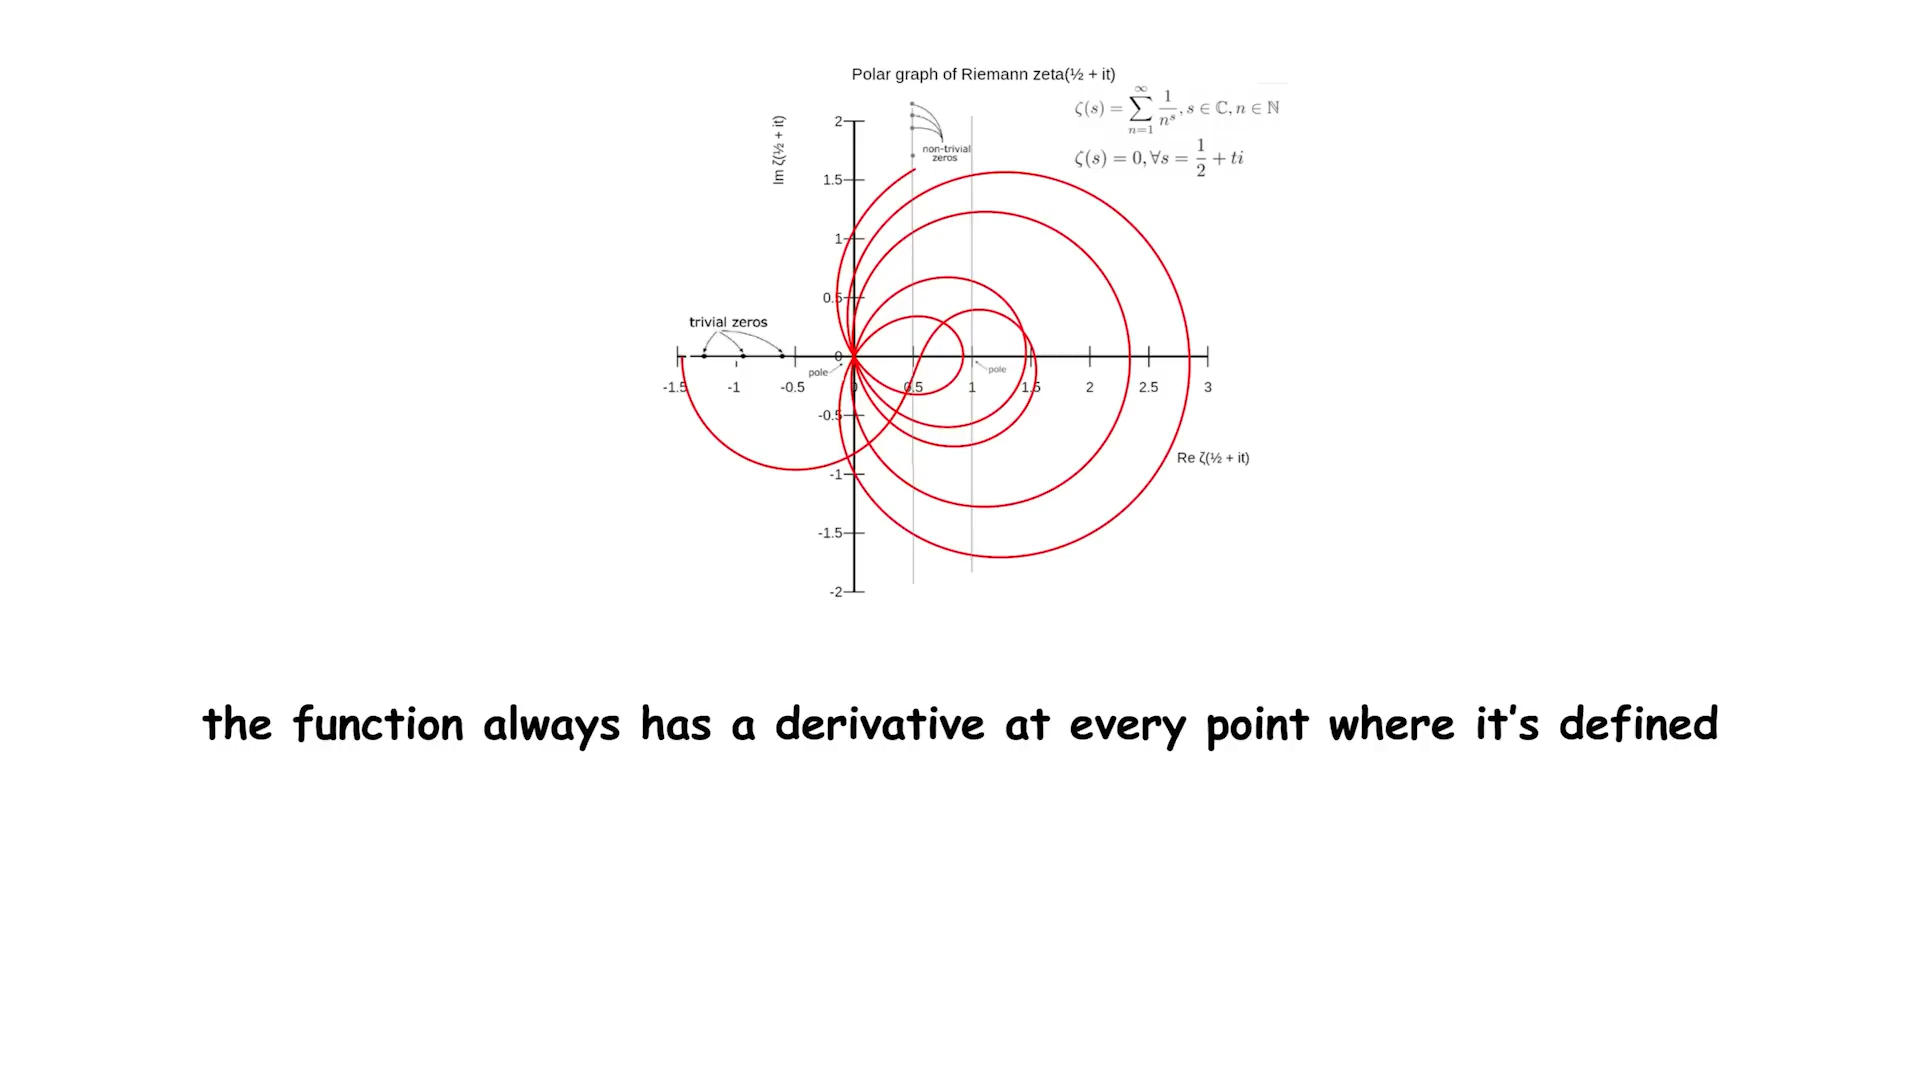 Polar graph of Riemann zeta(½ + it)
ζ(s) = ∑_{n=1}^{∞} 1/n^s, s ∈ ℂ, n ∈ ℕ
ζ(s) = 0, ∀s = 1/2 + ti
Im ζ(½ + it)
non-trivial
zeros
2
1.5
1
0.5
0
-0.5
-1
-1.5
-2
trivial zeros
pole
pole
-1.5 -1 -0.5 0 0.5 1 1.5 2 2.5 3
Re ζ(½ + it)
the function always has a derivative at every point where it's defined